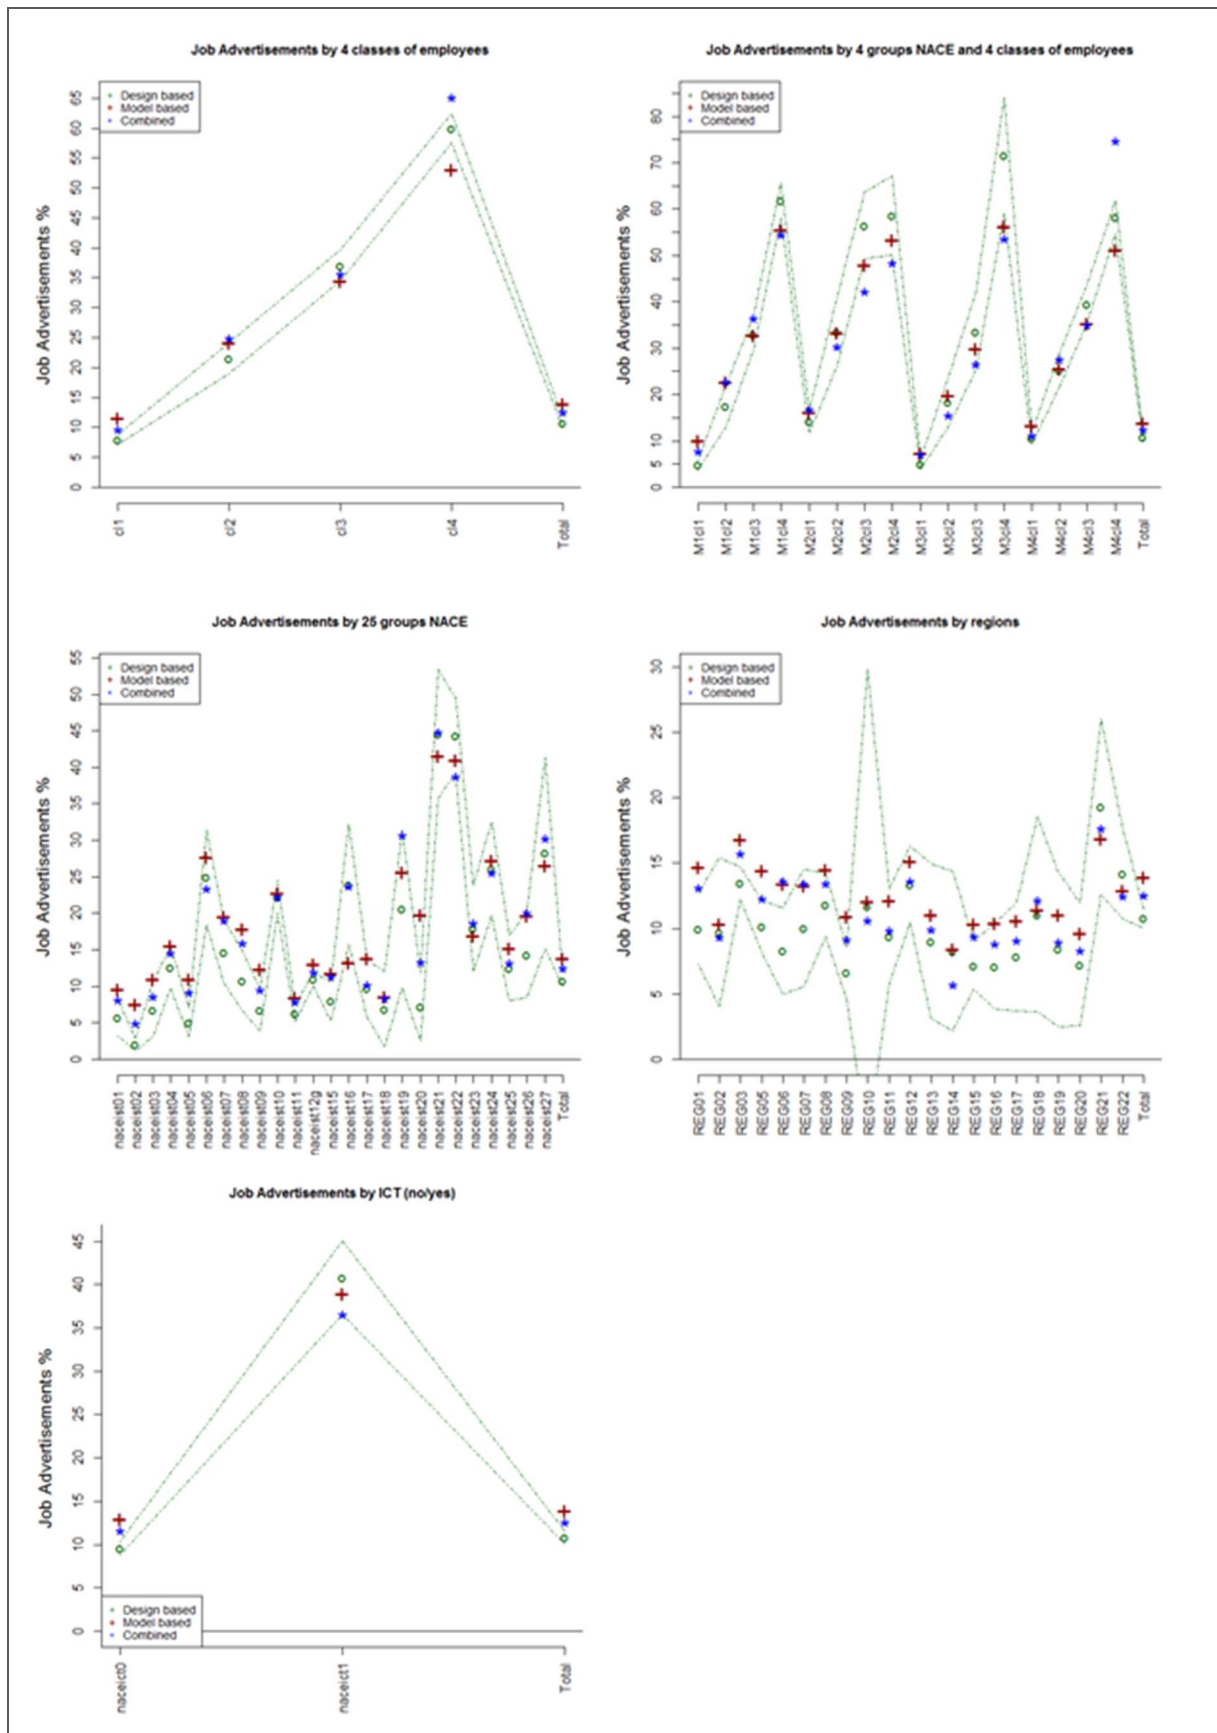 Job Advertisements by 4 classes of employees
Design based
Model based
Combined
Job Advertisements %
65
60
55
50
45
40
35
30
25
20
15
10
5
0
cl1
cl2
cl3
cl4
Total
Job Advertisements by 4 groups NACE and 4 classes of employees
Design based
Model based
Combined
Job Advertisements %
80
70
60
50
40
30
20
10
5
0
M1cl1
M1cl2
M1cl3
M1cl4
M2cl1
M2cl2
M2cl3
M2cl4
M3cl1
M3cl2
M3cl3
M3cl4
M4cl1
M4cl2
M4cl3
M4cl4
Total
Job Advertisements by 25 groups NACE
Design based
Model based
Combined
Job Advertisements %
55
50
45
40
35
30
25
20
15
10
5
0
naceist01
naceist02
naceist03
naceist04
naceist05
naceist06
naceist07
naceist08
naceist09
naceist10
naceist11
naceist12g
naceist15
naceist16
naceist17
naceist18
naceist19
naceist20
naceist21
naceist22
naceist23
naceist24
naceist25
naceist26
naceist27
Total
Job Advertisements by regions
Design based
Model based
Combined
Job Advertisements %
30
25
20
15
10
5
0
REG01
REG02
REG03
REG05
REG06
REG07
REG08
REG09
REG10
REG11
REG12
REG13
REG14
REG15
REG16
REG17
REG18
REG19
REG20
REG21
REG22
Total
Job Advertisements by ICT (no/yes)
Job Advertisements %
45
40
35
30
25
20
15
10
5
0
Design based
Model based
Combined
naceict0
naceict1
Total